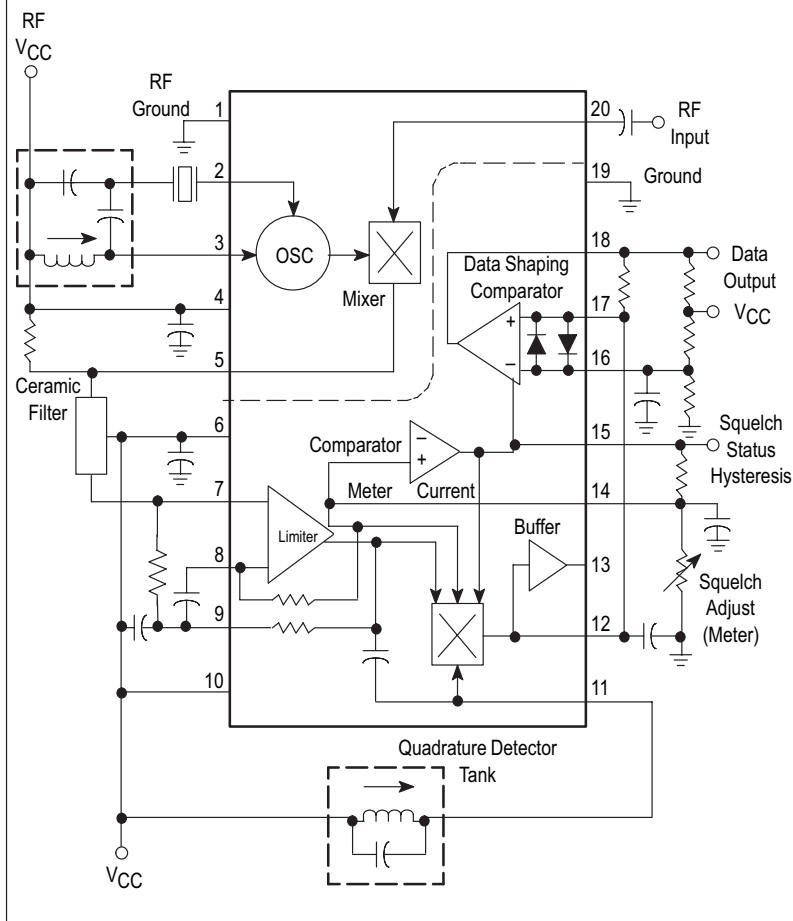 RF
VCC
RF
Ground
1
20
RF
Input
2
19
Ground
3
OSC
Mixer
18
Data Shaping
Comparator
Data
Output
+
17
VCC
4
–
16
5
Ceramic
Filter
6
Comparator
–
+
15
Squelch
Status
Hysteresis
7
Meter
Current
14
Limiter
Buffer
8
13
Squelch
Adjust
(Meter)
9
12
10
11
Quadrature Detector
Tank
VCC